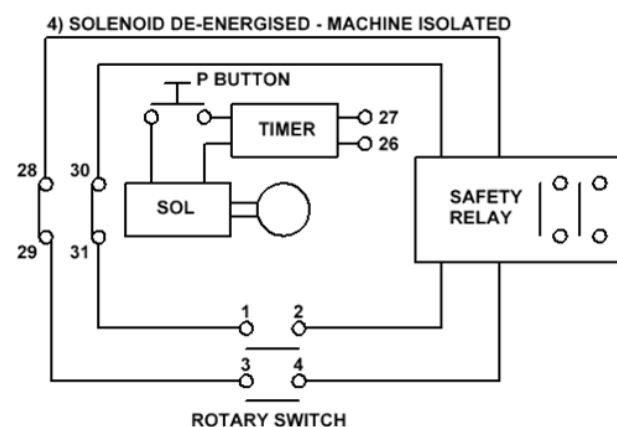 4) SOLENOID DE-ENERGISED - MACHINE ISOLATED
P BUTTON
TIMER
27
26
28
30
SOL
SAFETY
RELAY
29
31
1
2
3
4
ROTARY SWITCH